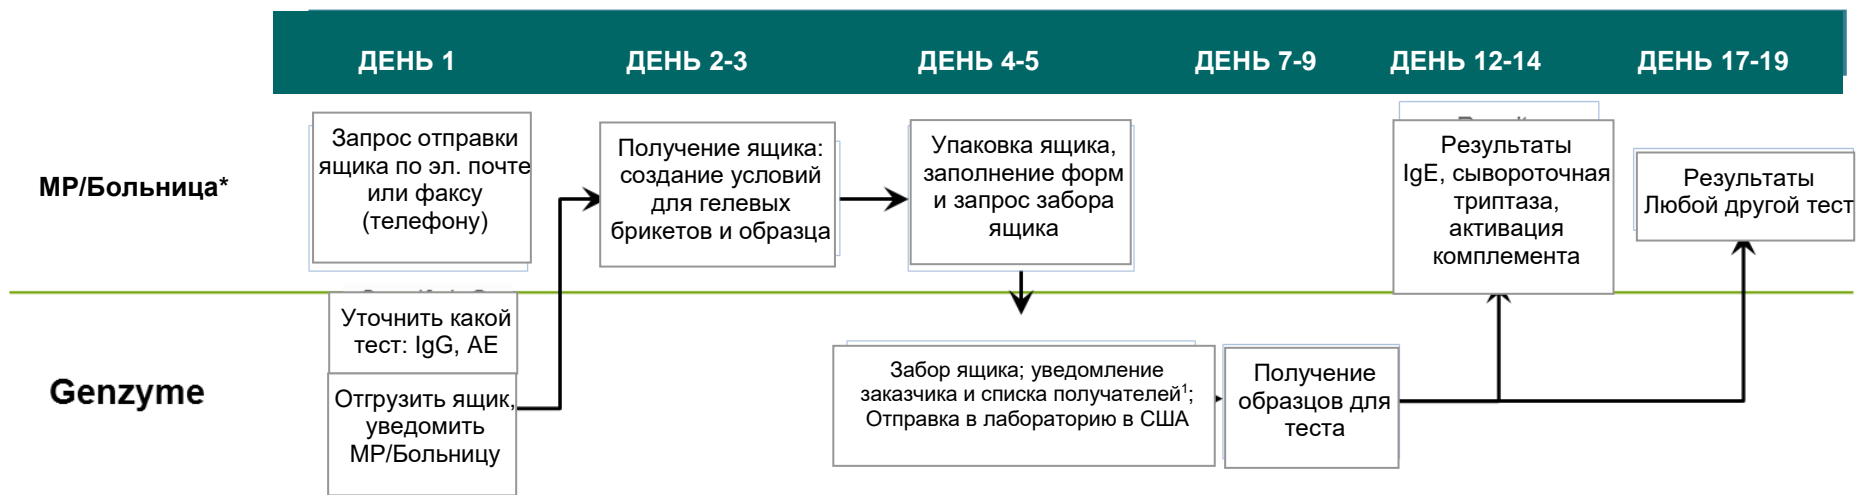 ДЕНЬ 1 ДЕНЬ 2-3 ДЕНЬ 4-5 ДЕНЬ 7-9 ДЕНЬ 12-14 ДЕНЬ 17-19
МР/Больница*
Запрос отправки
ящика по эл. почте
или факсу
(телефону)
Получение ящика:
создание условий
для гелевых
брикетов и образца
Упаковка ящика,
заполнение форм
и запрос забора
ящика
Результаты
IgE, сывороточная
триптаза,
активация
комплемента
Результаты
Любой другой тест
Genzyme
Уточнить какой
тест: IgG, AE
Отгрузить ящик,
уведомить
МР/Больницу
Забор ящика; уведомление
заказчика и списка получателей¹;
Отправка в лабораторию в США
Получение
образцов для
теста